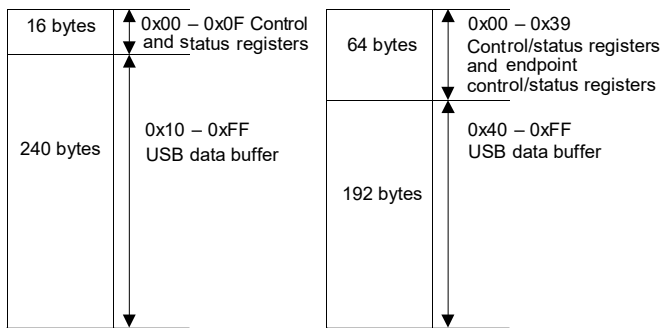 16 bytes
0x00 – 0x0F Control
and status registers
240 bytes
0x10 – 0xFF
USB data buffer
64 bytes
0x00 – 0x39
Control/status registers
and endpoint
control/status registers
192 bytes
0x40 – 0xFF
USB data buffer